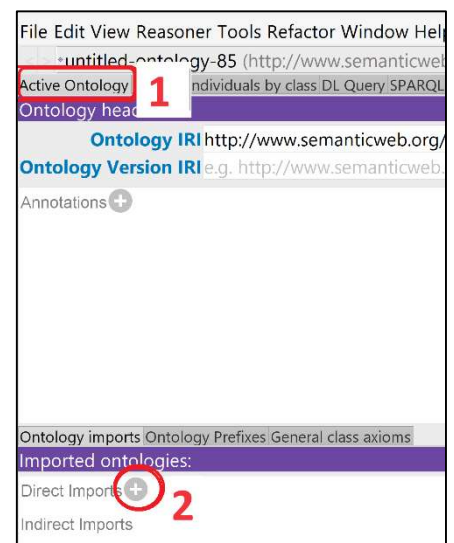 File Edit View Reasoner Tools Refactor Window Help
untitled-ontology-85 (http://www.semanticweb
Active Ontology 1 ndividuals by class DL Query SPARQL
Ontology head
Ontology IRI http://www.semanticweb.org/
Ontology Version IRI e.g. http://www.semanticweb.
Annotations
Ontology imports Ontology Prefixes General class axioms
Imported ontologies:
Direct Imports 2
Indirect Imports